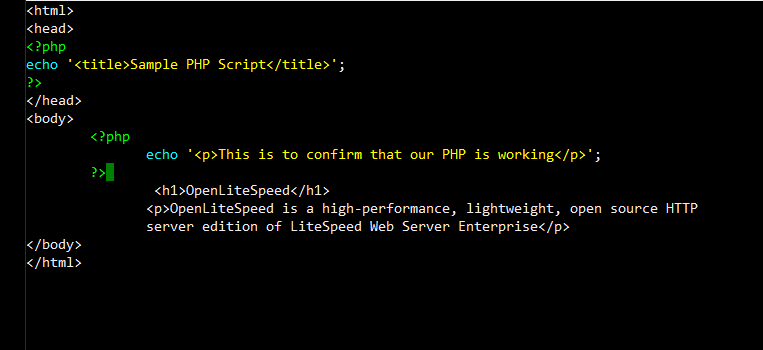 <html>
<head>
<?php
echo '<title>Sample PHP Script</title>';
?>
</head>
<body>
<?php
echo '<p>This is to confirm that our PHP is working</p>';
?>
<h1>OpenLiteSpeed</h1>
<p>OpenLiteSpeed is a high-performance, lightweight, open source HTTP
server edition of LiteSpeed Web Server Enterprise</p>
</body>
</html>